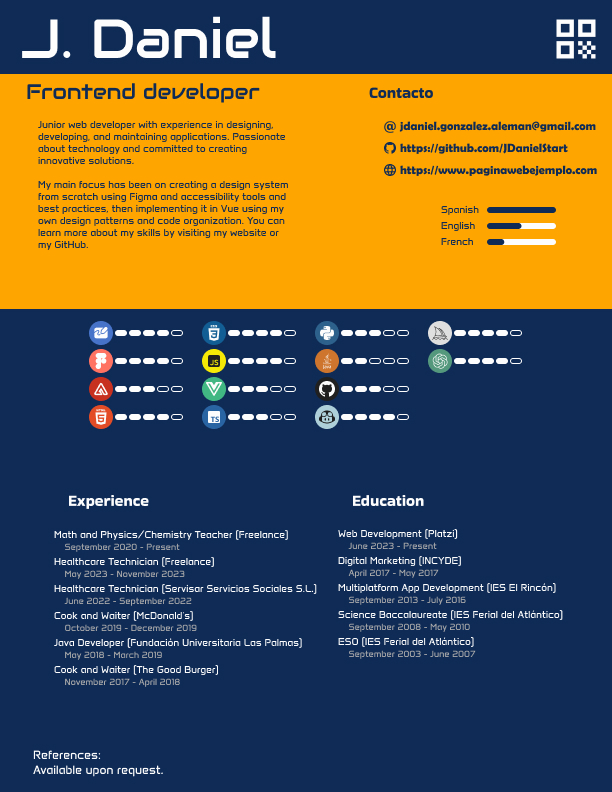 J. Daniel
Frontend developer
Junior web developer with experience in designing,
developing, and maintaining applications. Passionate
about technology and committed to creating
innovative solutions.
My main focus has been on creating a design system
from scratch using Figma and accessibility tools and
best practices, then implementing it in Vue using my
own design patterns and code organization. You can
learn more about my skills by visiting my website or
my GitHub.
Contacto
jdaniel.gonzalez.aleman@gmail.com
https://github.com/JDanielStart
https://www.paginawebejemplo.com
Spanish
English
French
JS
TS
Experience
Math and Physics/Chemistry Teacher (Freelance)
September 2020 - Present
Healthcare Technician (Freelance)
May 2023 - November 2023
Healthcare Technician (Servisar Servicios Sociales S.L.)
June 2022 - September 2022
Cook and Waiter (McDonald's)
October 2019 - December 2019
Java Developer (Fundación Universitaria Las Palmas)
May 2018 - March 2019
Cook and Waiter (The Good Burger)
November 2017 - April 2018
Education
Web Development (Platzi)
June 2023 - Present
Digital Marketing (INCYDE)
April 2017 - May 2017
Multiplatform App Development (IES El Rincón)
September 2013 - July 2016
Science Baccalaureate (IES Ferial del Atlántico)
September 2008 - May 2010
ESO (IES Ferial del Atlántico)
September 2003 - June 2007
References:
Available upon request.